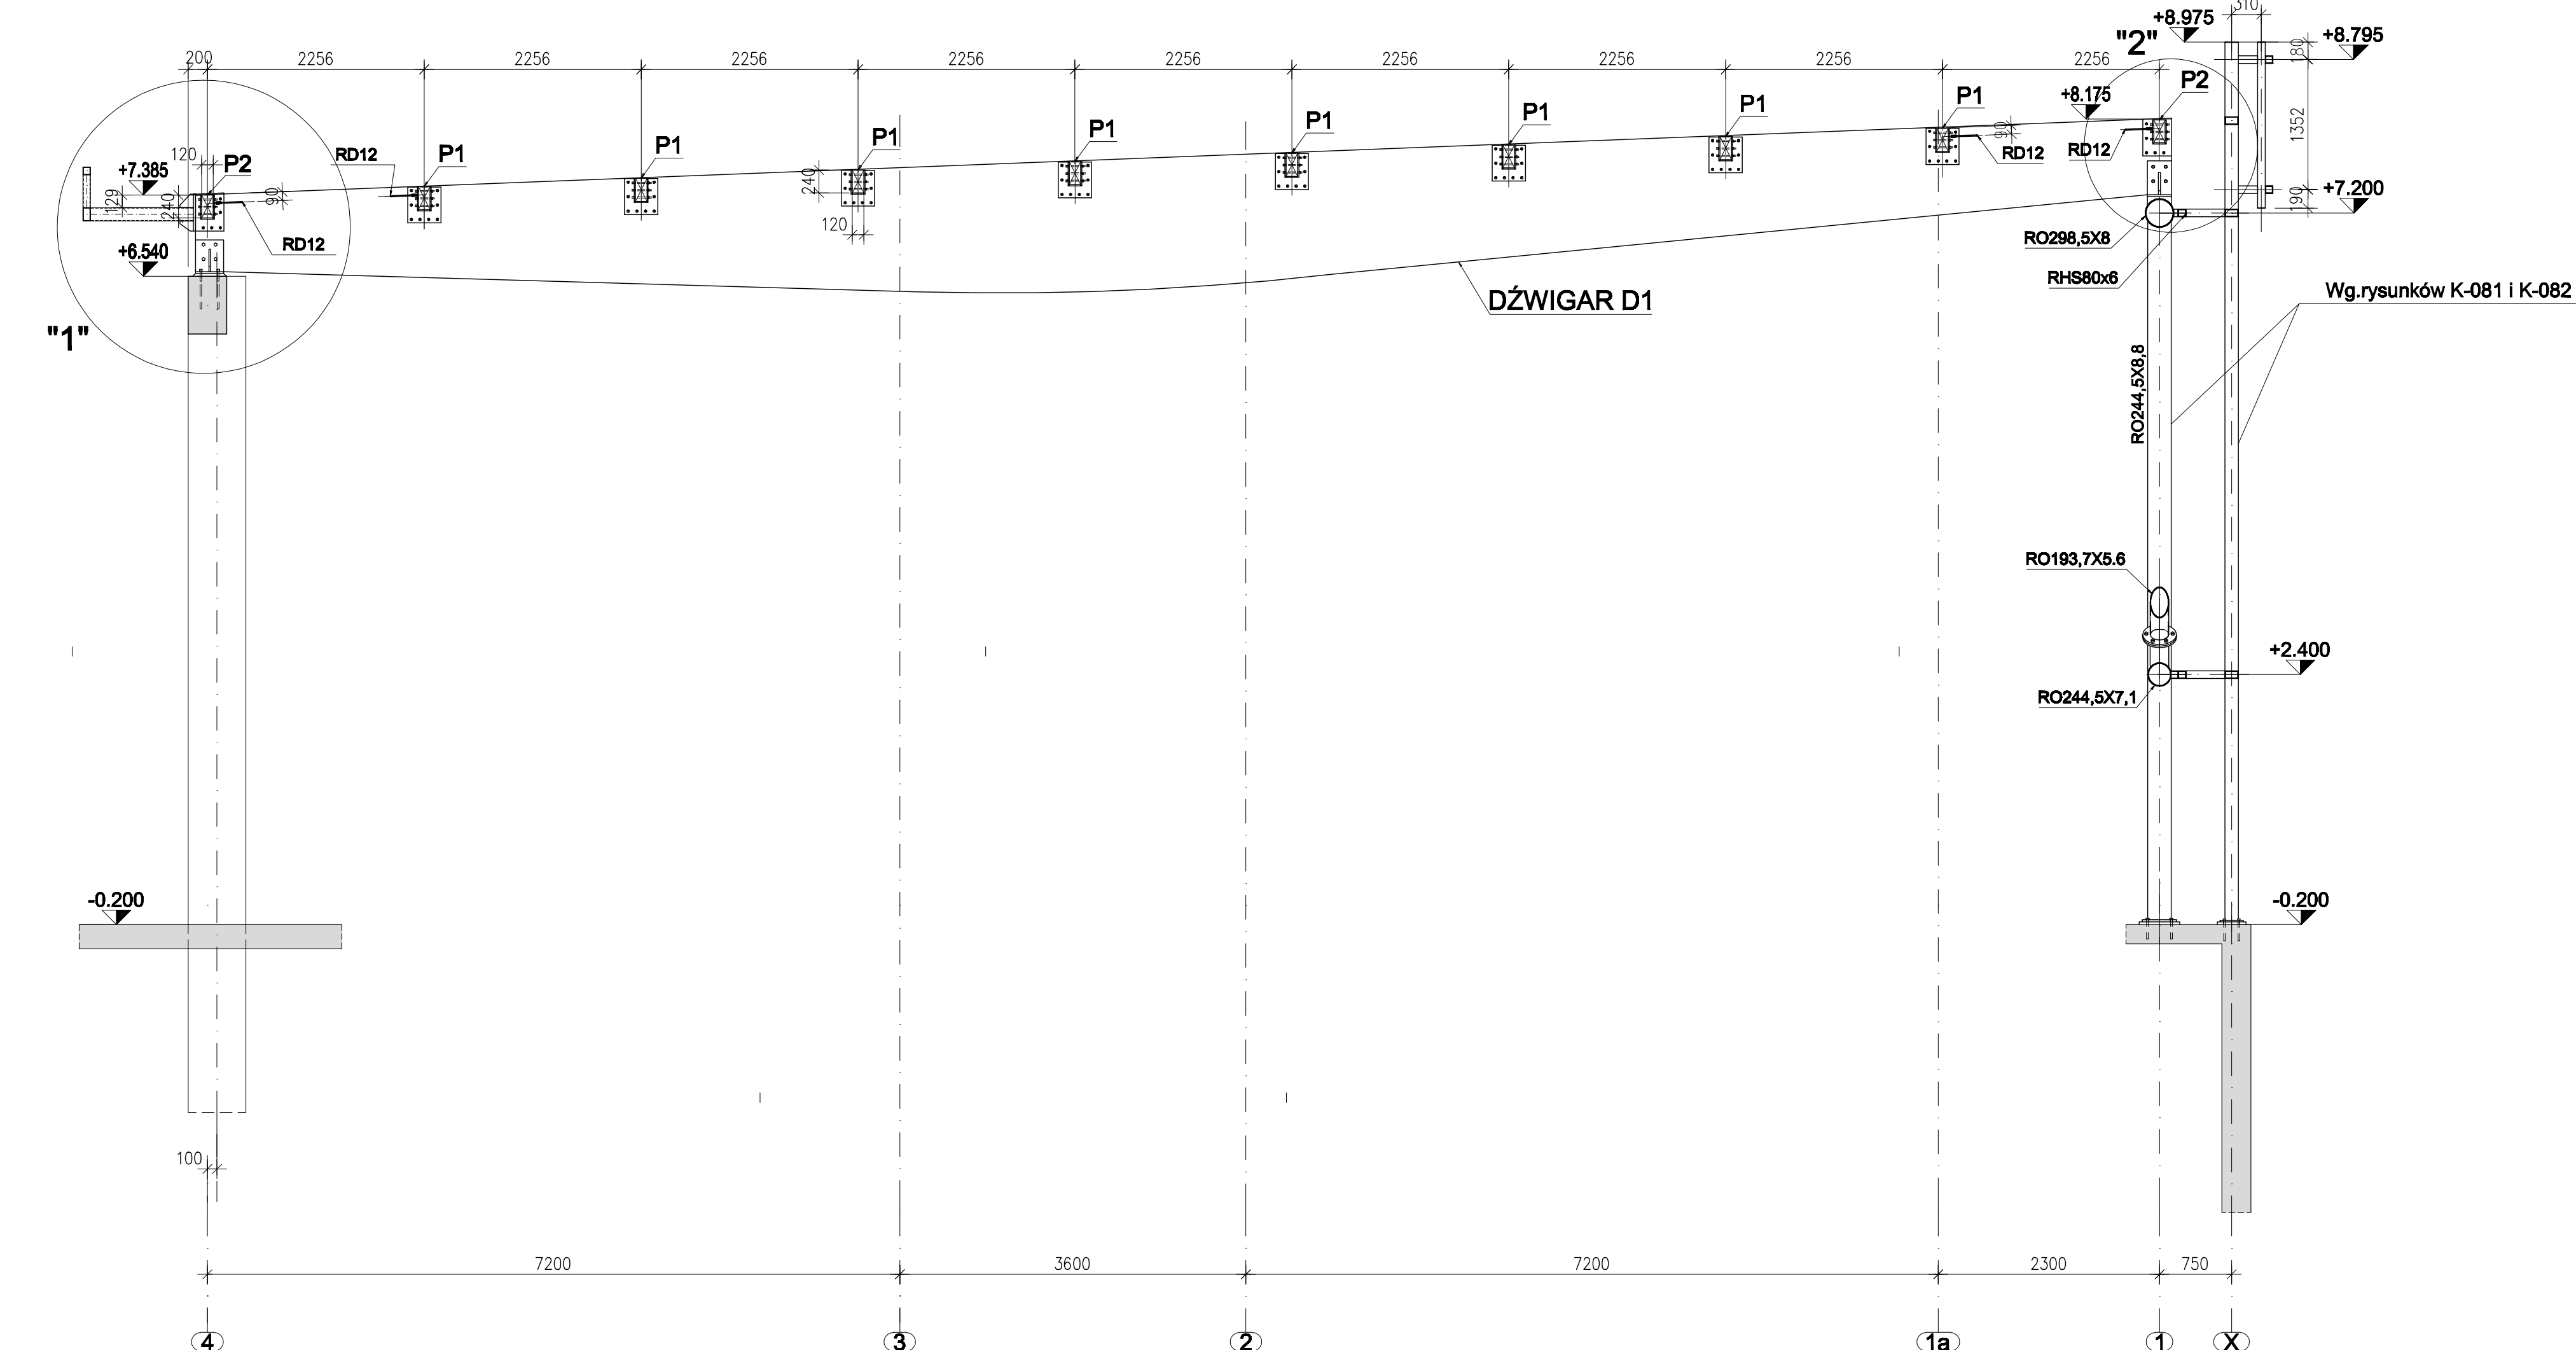 310
+8.975
"2"
+8.795
200
2256
2256
2256
2256
2256
2256
2256
2256
2256
180
+8.175
P2
P1
P1
P1
P1
P1
P1
P1
P1
90
RD12
RD12
1352
120
P2
RD12
+7.385
129
240
90
240
120
190
+7.200
RD12
+6.540
RO298,5X8
RHS80x6
DŹWIGAR D1
Wg.rysunków K-081 i K-082
"1"
RO244,5X8,8
RO193,7X5.6
+2.400
RO244,5X7,1
-0.200
-0.200
100
7200
3600
7200
2300
750
4
3
2
1a
1
X